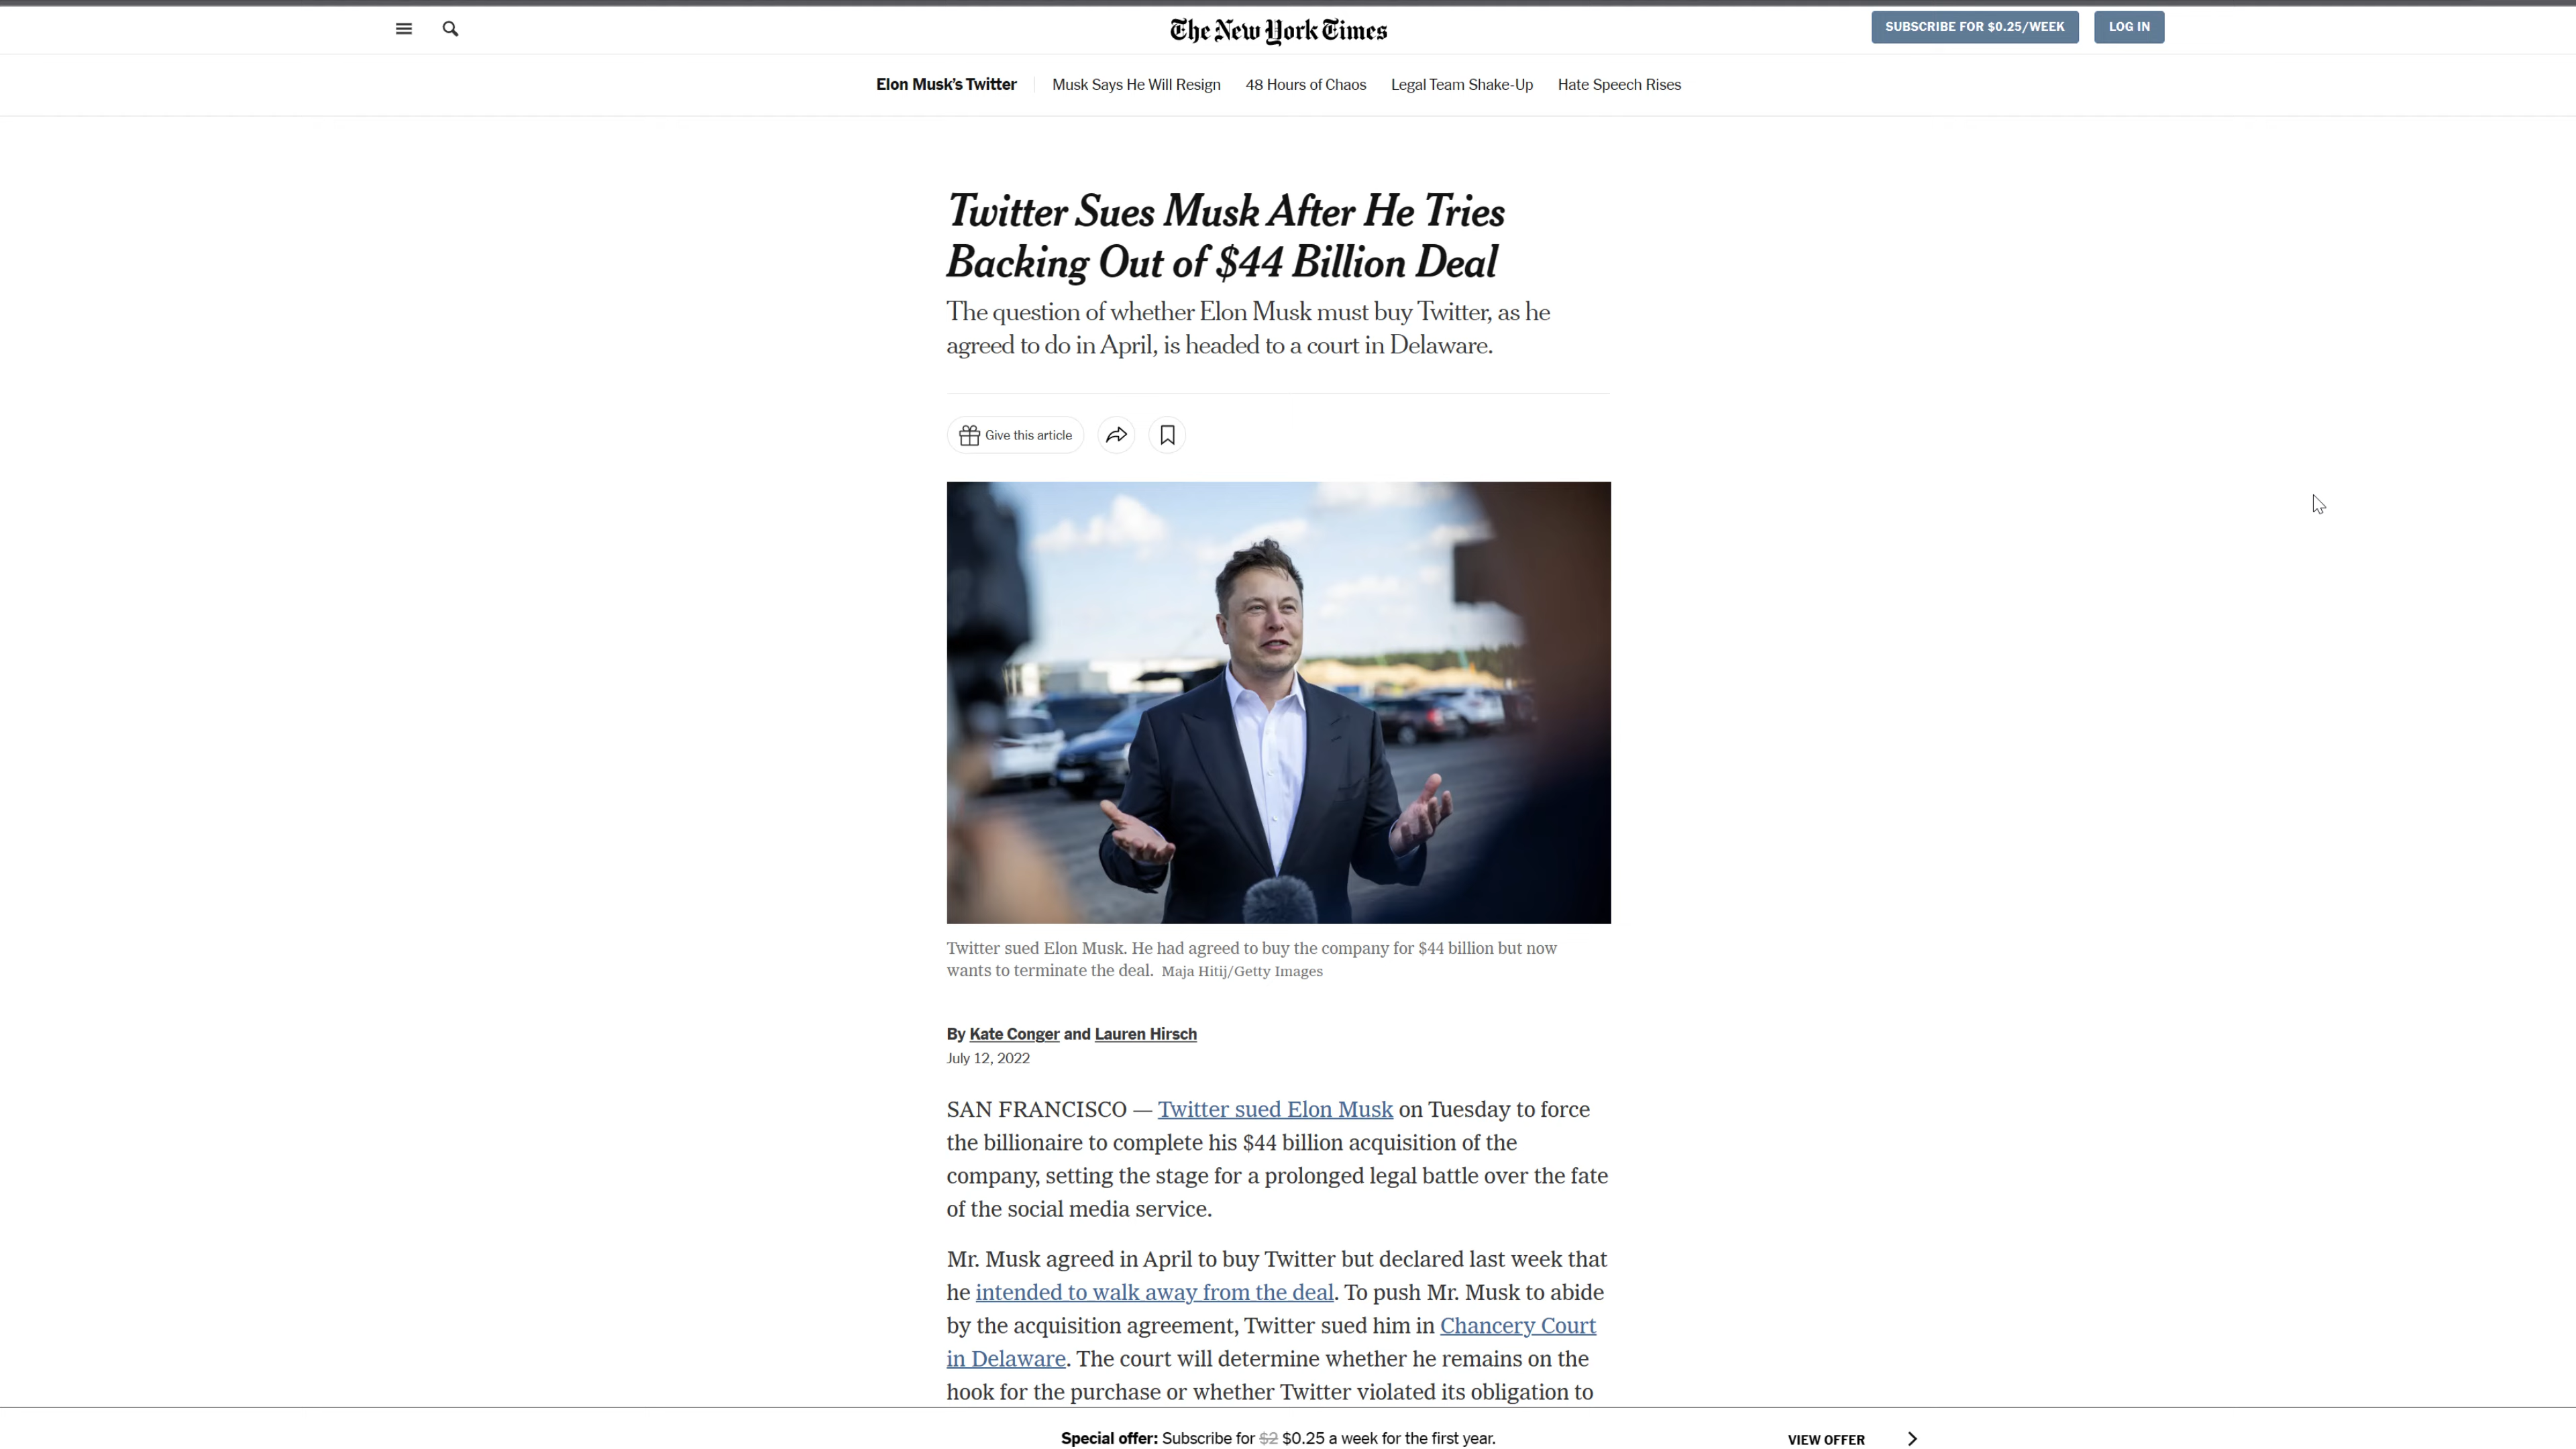 The New York Times
SUBSCRIBE FOR $0.25/WEEK
LOG IN
Elon Musk's Twitter
Musk Says He Will Resign
48 Hours of Chaos
Legal Team Shake-Up
Hate Speech Rises
Twitter Sues Musk After He Tries
Backing Out of $44 Billion Deal
The question of whether Elon Musk must buy Twitter, as he
agreed to do in April, is headed to a court in Delaware.
Give this article
Twitter sued Elon Musk. He had agreed to buy the company for $44 billion but now
wants to terminate the deal. Maja Hitij/Getty Images
By Kate Conger and Lauren Hirsch
July 12, 2022
SAN FRANCISCO — Twitter sued Elon Musk on Tuesday to force
the billionaire to complete his $44 billion acquisition of the
company, setting the stage for a prolonged legal battle over the fate
of the social media service.
Mr. Musk agreed in April to buy Twitter but declared last week that
he intended to walk away from the deal. To push Mr. Musk to abide
by the acquisition agreement, Twitter sued him in Chancery Court
in Delaware. The court will determine whether he remains on the
hook for the purchase or whether Twitter violated its obligation to
Special offer: Subscribe for $2 $0.25 a week for the first year.
VIEW OFFER